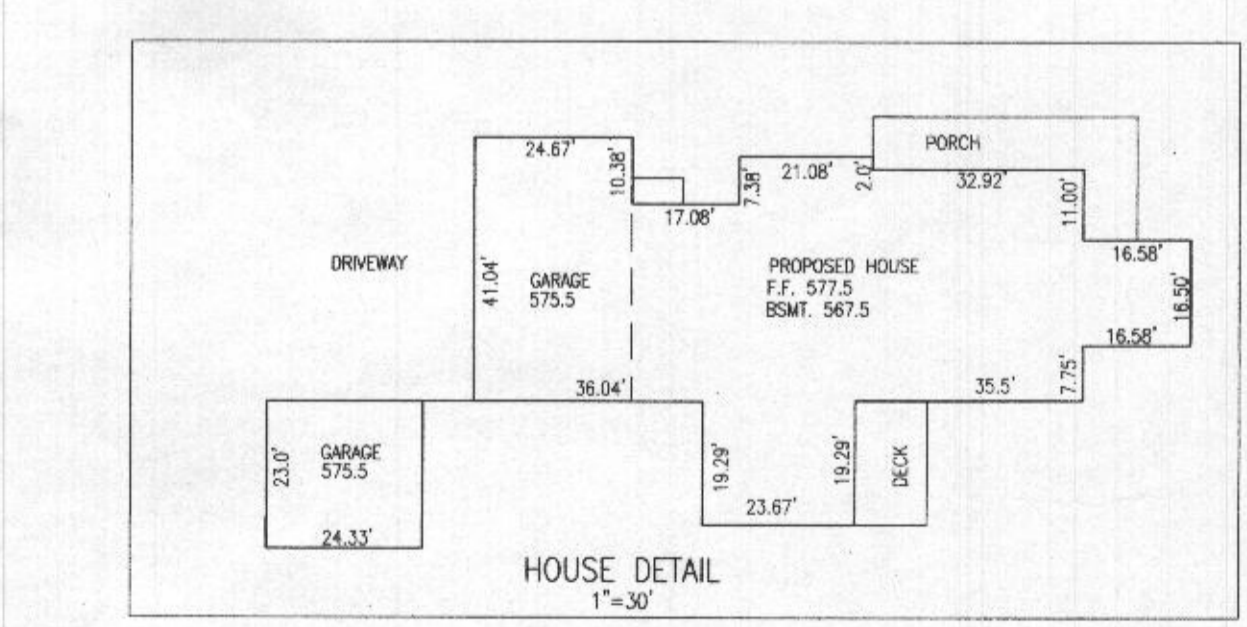 PORCH
24.67'
10.38'
21.08'
2.0'
32.92'
7.38'
17.08'
11.00'
16.58'
DRIVEWAY
41.04'
GARAGE
575.5
PROPOSED HOUSE
F.F. 577.5
BSMT. 567.5
16.50'
16.58'
36.04'
35.5'
7.75'
GARAGE
575.5
23.0'
19.29'
19.29'
DECK
23.67'
24.33'
HOUSE DETAIL
1"=30'